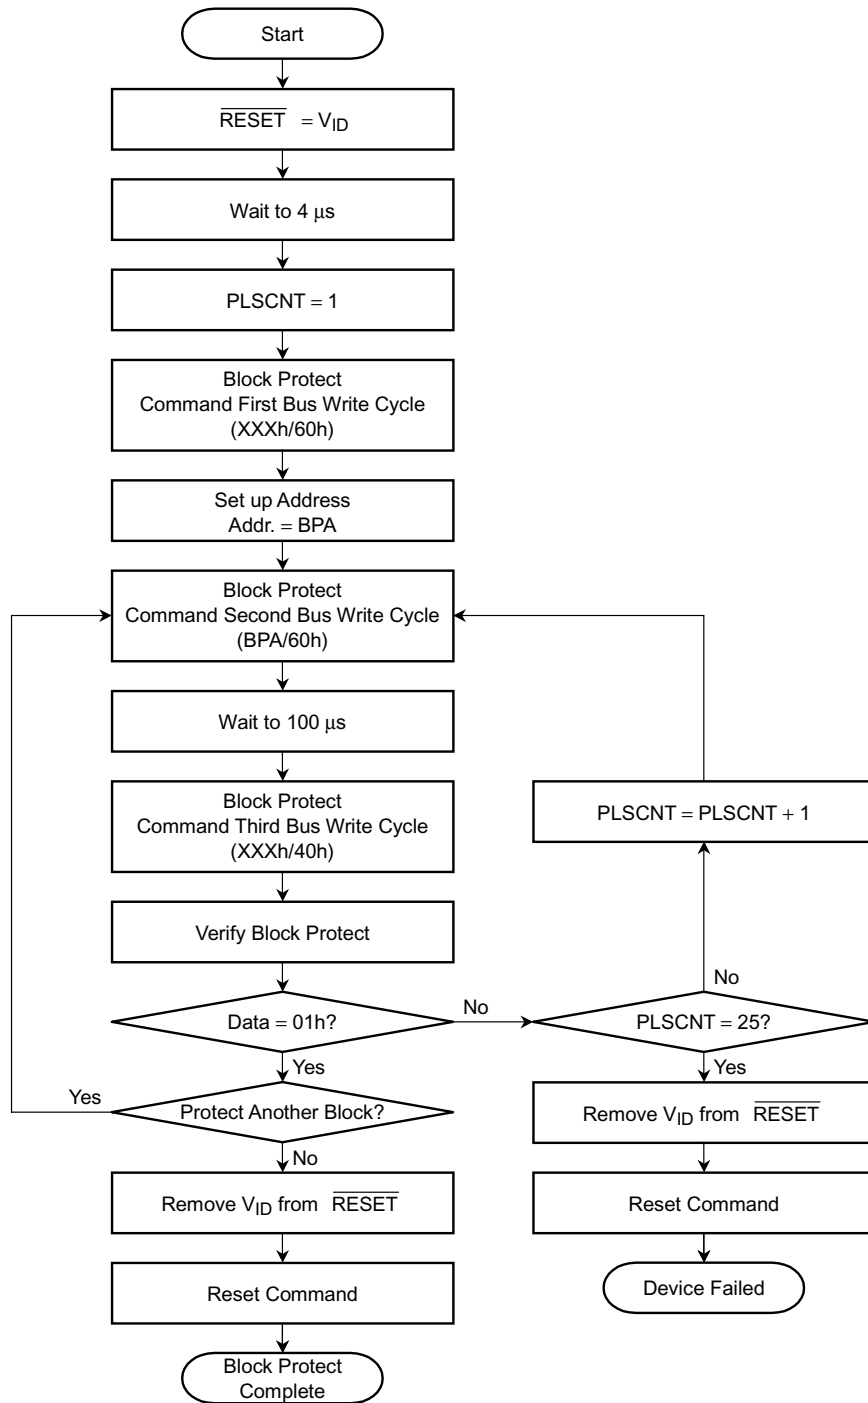 Start
RESET = VID
Wait to 4 μs
PLSCNT = 1
Block Protect
Command First Bus Write Cycle
(XXXh/60h)
Set up Address
Addr. = BPA
Block Protect
Command Second Bus Write Cycle
(BPA/60h)
Wait to 100 μs
Block Protect
Command Third Bus Write Cycle
(XXXh/40h)
PLSCNT = PLSCNT + 1
Verify Block Protect
No
Data = 01h?
No
PLSCNT = 25?
Yes
Yes
Yes
Protect Another Block?
Remove VID from RESET
No
Remove VID from RESET
Reset Command
Reset Command
Device Failed
Block Protect
Complete